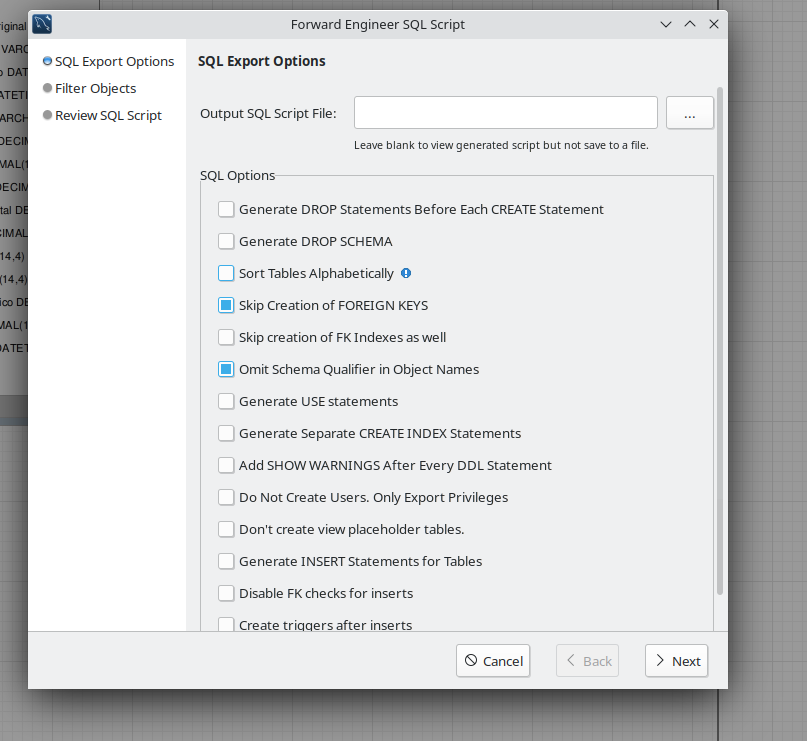 Forward Engineer SQL Script
SQL Export Options
Filter Objects
Review SQL Script
SQL Export Options
Output SQL Script File:
...
Leave blank to view generated script but not save to a file.
SQL Options
Generate DROP Statements Before Each CREATE Statement
Generate DROP SCHEMA
Sort Tables Alphabetically
Skip Creation of FOREIGN KEYS
Skip creation of FK Indexes as well
Omit Schema Qualifier in Object Names
Generate USE statements
Generate Separate CREATE INDEX Statements
Add SHOW WARNINGS After Every DDL Statement
Do Not Create Users. Only Export Privileges
Don't create view placeholder tables.
Generate INSERT Statements for Tables
Disable FK checks for inserts
Create triggers after inserts
Cancel
Back
Next